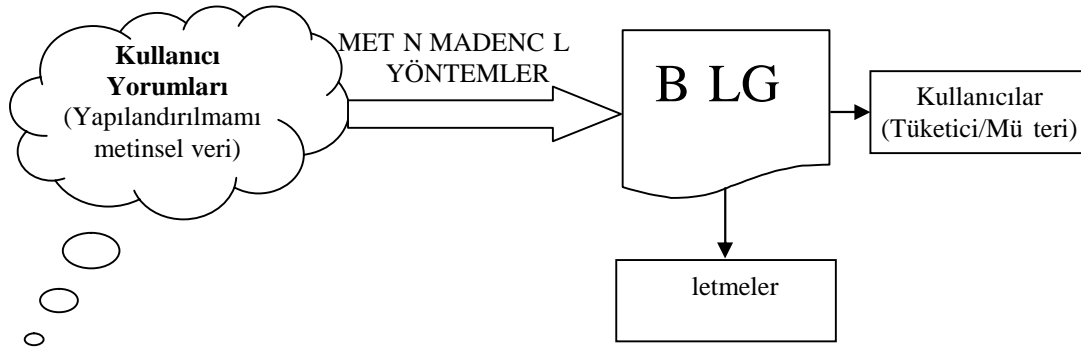 Kullanıcı
Yorumları
(Yapılandırılmamı
metinsel veri)
MET N MADENC L
YÖNTEMLER
B LG
Kullanıcılar
(Tüketici/Mü teri)
letmeler